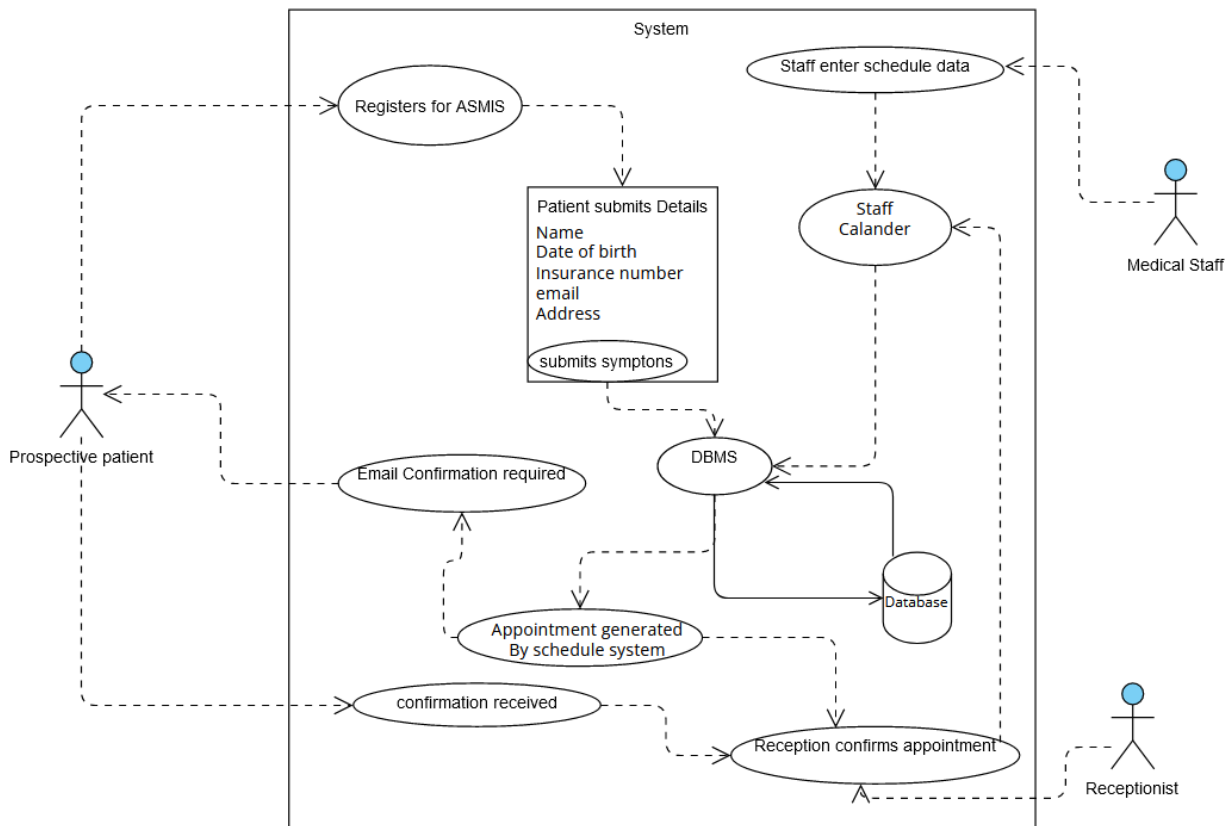 System
Staff enter schedule data
Registers for ASMIS
Patient submits Details
Name
Date of birth
Insurance number
email
Address
submits symptons
Staff
Calander
Medical Staff
Prospective patient
Email Confirmation required
DBMS
Database
Appointment generated
By schedule system
confirmation received
Reception confirms appointment
Receptionist